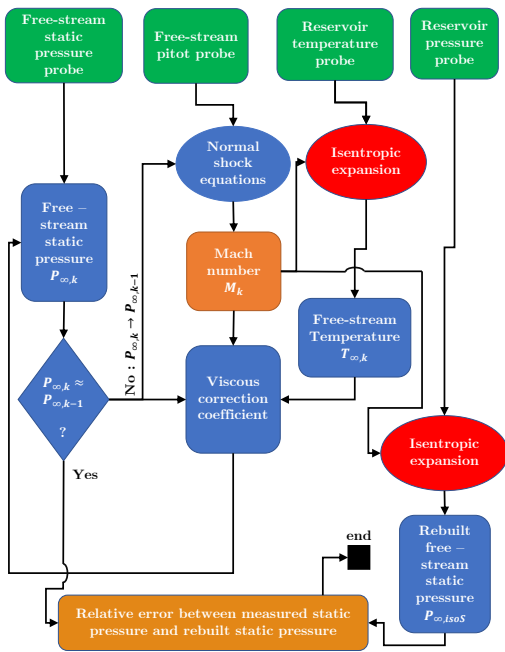 Free-stream
static
pressure
probe
Free-stream
pitot probe
Reservoir
temperature
probe
Reservoir
pressure
probe
Normal
shock
equations
Isentropic
expansion
Free –
stream
static
pressure
P∞,k
Mach
number
Mk
No : P∞,k → P∞,k−1
Free-stream
Temperature
T∞,k
P∞,k ≈
P∞,k−1
?
Viscous
correction
coefficient
Isentropic
expansion
Yes
Rebuilt
free –
stream
static
pressure
P∞,isoS
end
Relative error between measured static
pressure and rebuilt static pressure